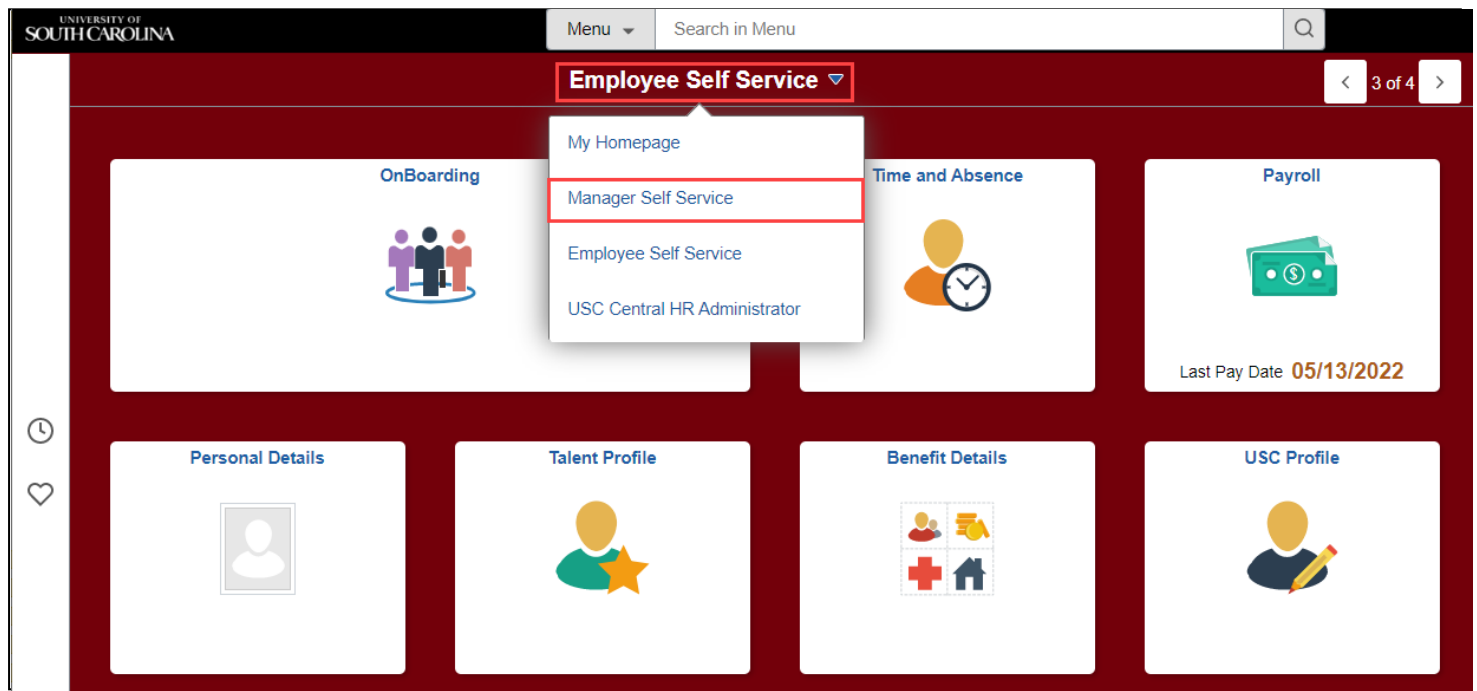 UNIVERSITY OF
SOUTH CAROLINA
Menu
Search in Menu
Employee Self Service
3 of 4
My Homepage
Manager Self Service
Employee Self Service
USC Central HR Administrator
OnBoarding
Time and Absence
Payroll
Last Pay Date 05/13/2022
Personal Details
Talent Profile
Benefit Details
USC Profile